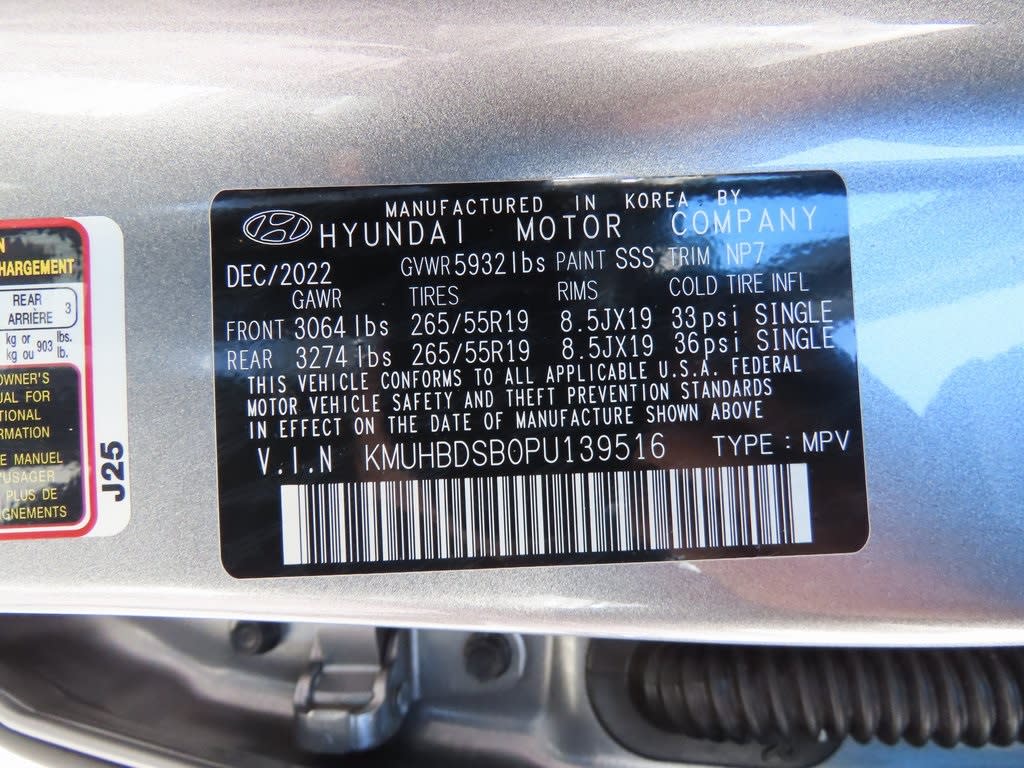 MANUFACTURED IN KOREA BY
HYUNDAI MOTOR COMPANY
DEC/2022 GVWR 5932 lbs PAINT SSS TRIM NP7
GAWR TIRES RIMS COLD TIRE INFL
FRONT 3064 lbs 265/55R19 8.5JX19 33psi SINGLE
REAR 3274 lbs 265/55R19 8.5JX19 36psi SINGLE
THIS VEHICLE CONFORMS TO ALL APPLICABLE U.S.A. FEDERAL
MOTOR VEHICLE SAFETY AND THEFT PREVENTION STANDARDS
IN EFFECT ON THE DATE OF MANUFACTURE SHOWN ABOVE
V.I.N KMUHBDSB0PU139516 TYPE : MPV
N
HARGEMENT
REAR
ARRIÈRE 3
kg or 903 lbs.
kg ou lb.
OWNER'S
UAL FOR
TIONAL
RMATION
E MANUEL
'USAGER
PLUS DE
GNEMENTS
J25